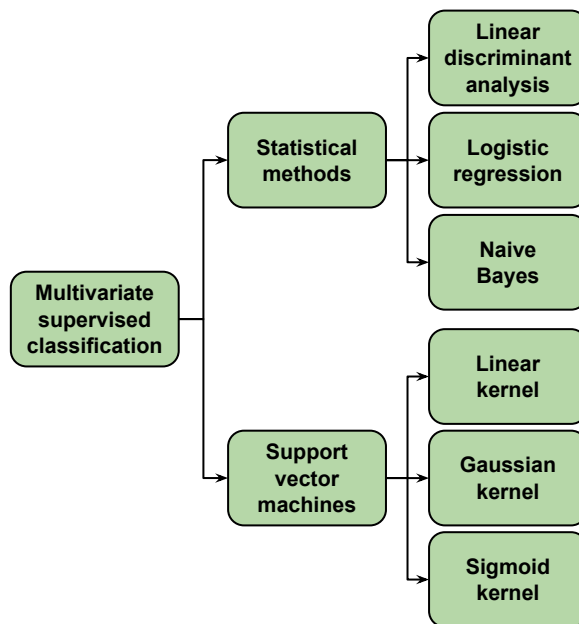 Linear
discriminant
analysis
Statistical
methods
Logistic
regression
Naive
Bayes
Multivariate
supervised
classification
Linear
kernel
Support
vector
machines
Gaussian
kernel
Sigmoid
kernel